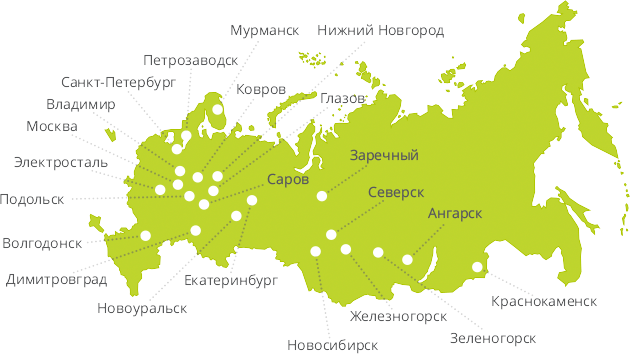 Мурманск
Нижний Новгород
Петрозаводск
Санкт-Петербург
Ковров
Глазов
Владимир
Москва
Заречный
Электросталь
Саров
Северск
Подольск
Ангарск
Волгодонск
Димитровград
Екатеринбург
Новоуральск
Краснокаменск
Железногорск
Зеленогорск
Новосибирск